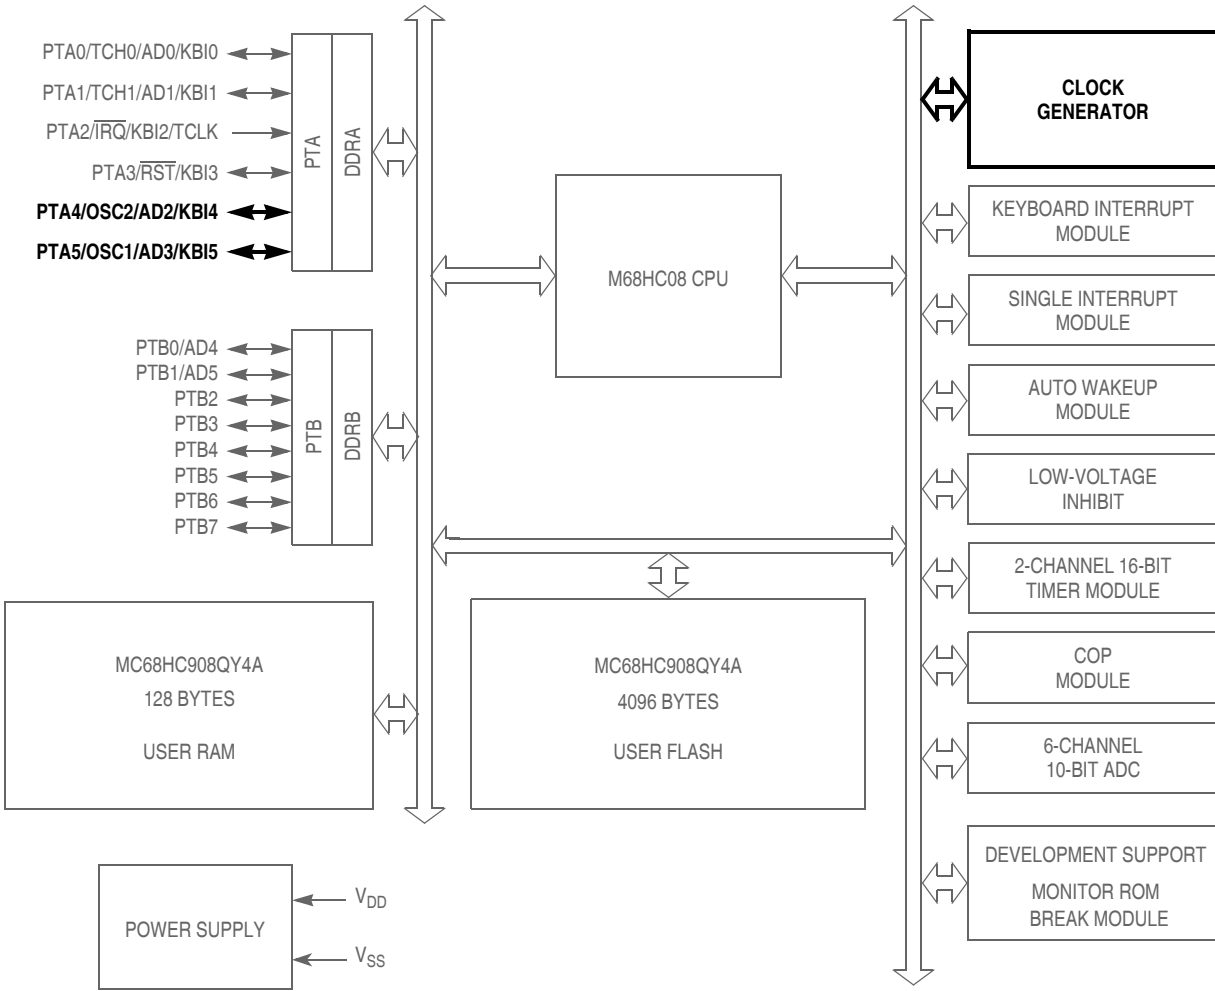 PTA0/TCH0/AD0/KBI0
PTA1/TCH1/AD1/KBI1
PTA2/IRQ/KBI2/TCLK
PTA3/RST/KBI3
PTA4/OSC2/AD2/KBI4
PTA5/OSC1/AD3/KBI5
PTA
DDRA
PTB0/AD4
PTB1/AD5
PTB2
PTB3
PTB4
PTB5
PTB6
PTB7
PTB
DDRB
M68HC08 CPU
CLOCK
GENERATOR
KEYBOARD INTERRUPT
MODULE
SINGLE INTERRUPT
MODULE
AUTO WAKEUP
MODULE
LOW-VOLTAGE
INHIBIT
2-CHANNEL 16-BIT
TIMER MODULE
COP
MODULE
6-CHANNEL
10-BIT ADC
DEVELOPMENT SUPPORT
MONITOR ROM
BREAK MODULE
MC68HC908QY4A
128 BYTES
USER RAM
MC68HC908QY4A
4096 BYTES
USER FLASH
POWER SUPPLY
VDD
VSS